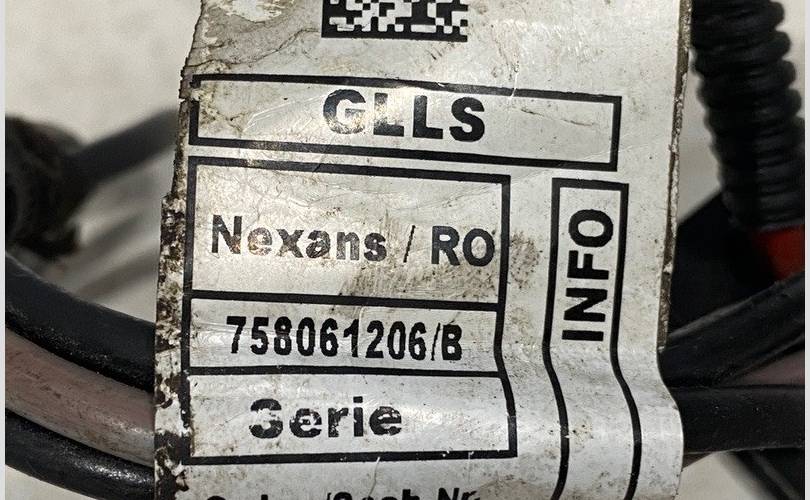 GLLS
Nexans / RO
758061206/B
Serie
INFO